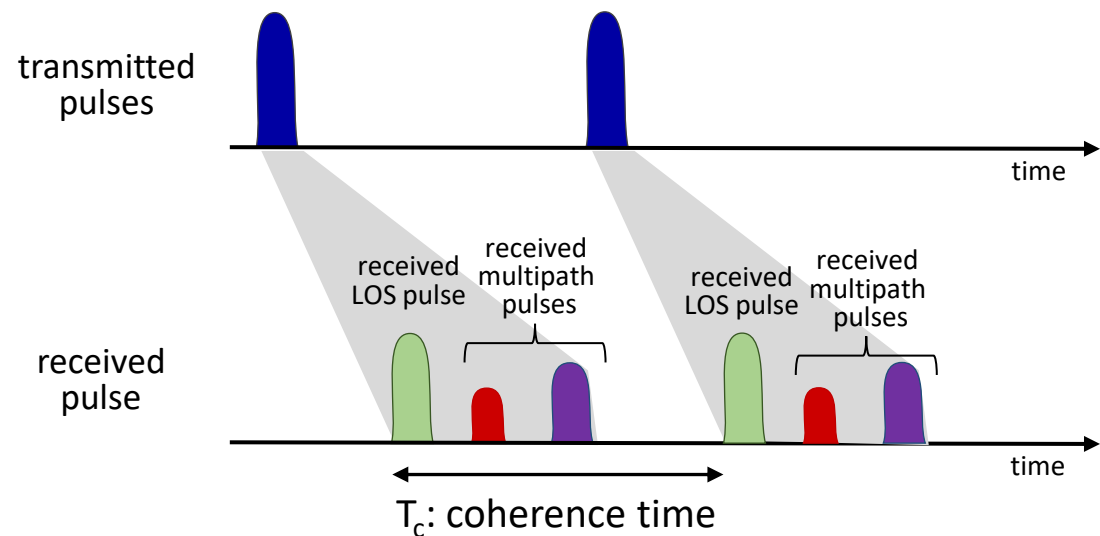 transmitted
pulses
time
received
LOS pulse
received
multipath
pulses
received
LOS pulse
received
multipath
pulses
received
pulse
time
T_c: coherence time